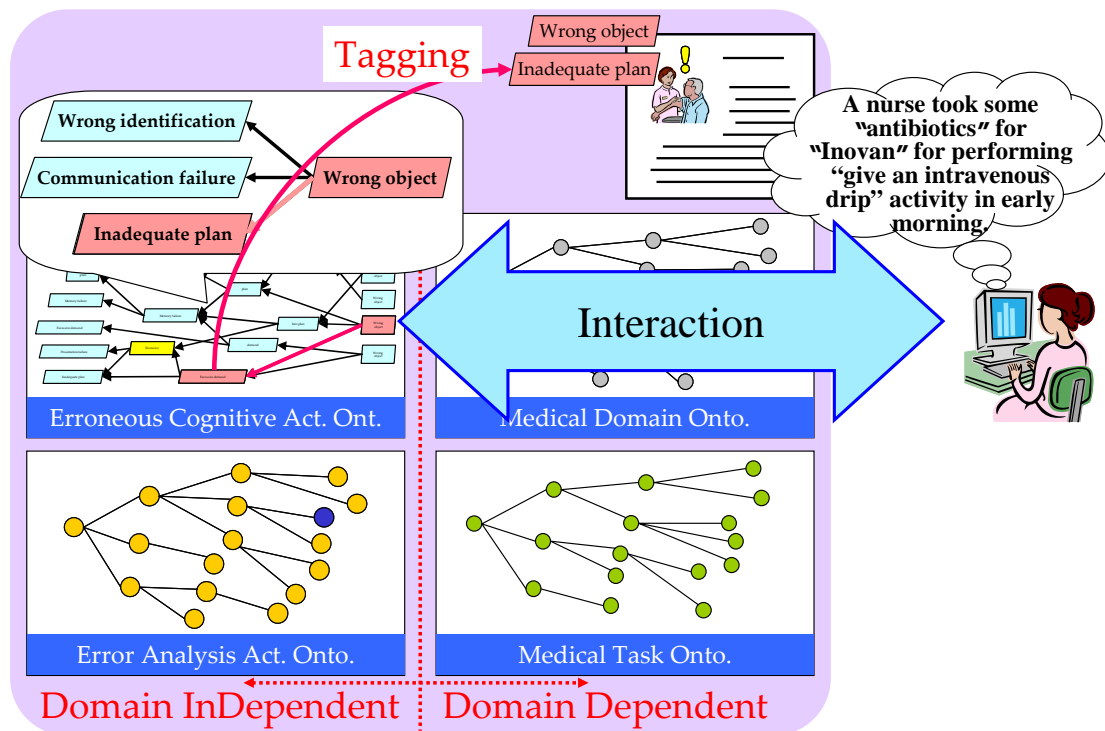 Wrong object
Tagging
Inadequate plan
Wrong identification
Communication failure
Wrong object
Inadequate plan
A nurse took some
"antibiotics" for
"Inovan" for performing
“give an intravenous
drip” activity in early
morning.
Interaction
Erroneous Cognitive Act. Ont.
Medical Domain Onto.
Error Analysis Act. Onto.
Medical Task Onto.
Domain InDependent
Domain Dependent